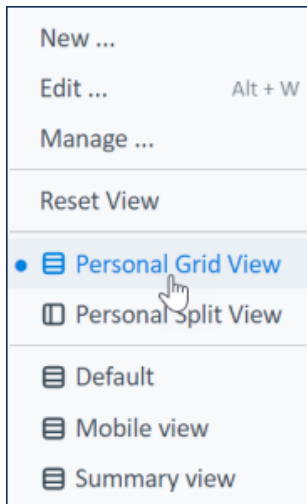 New ...
Edit ... Alt + W
Manage ...
Reset View
Personal Grid View
Personal Split View
Default
Mobile view
Summary view